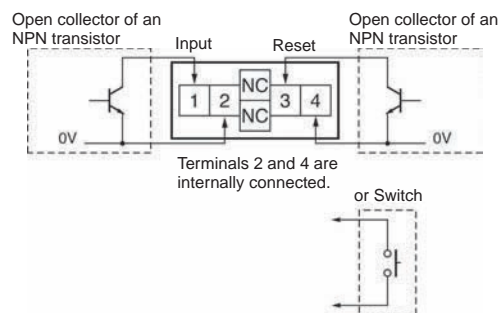 Open collector of an
NPN transistor
Open collector of an
NPN transistor
Input
Reset
NC
1 2 3 4
NC
0V
0V
Terminals 2 and 4 are
internally connected.
or Switch